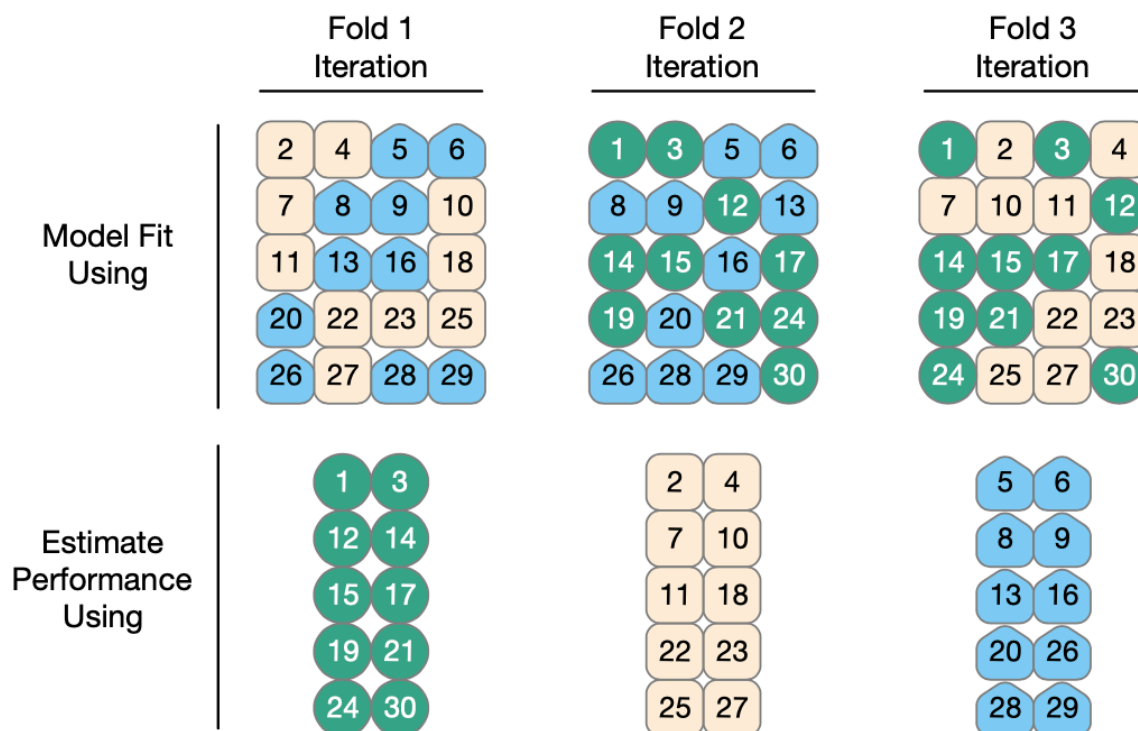 Fold 1
Iteration
Fold 2
Iteration
Fold 3
Iteration
Model Fit
Using
2 4 5 6
7 8 9 10
11 13 16 18
20 22 23 25
26 27 28 29
1 3 5 6
8 9 12 13
14 15 16 17
19 20 21 24
26 28 29 30
1 2 3 4
7 10 11 12
14 15 17 18
19 21 22 23
24 25 27 30
Estimate
Performance
Using
1 3
12 14
15 17
19 21
24 30
2 4
7 10
11 18
22 23
25 27
5 6
8 9
13 16
20 26
28 29